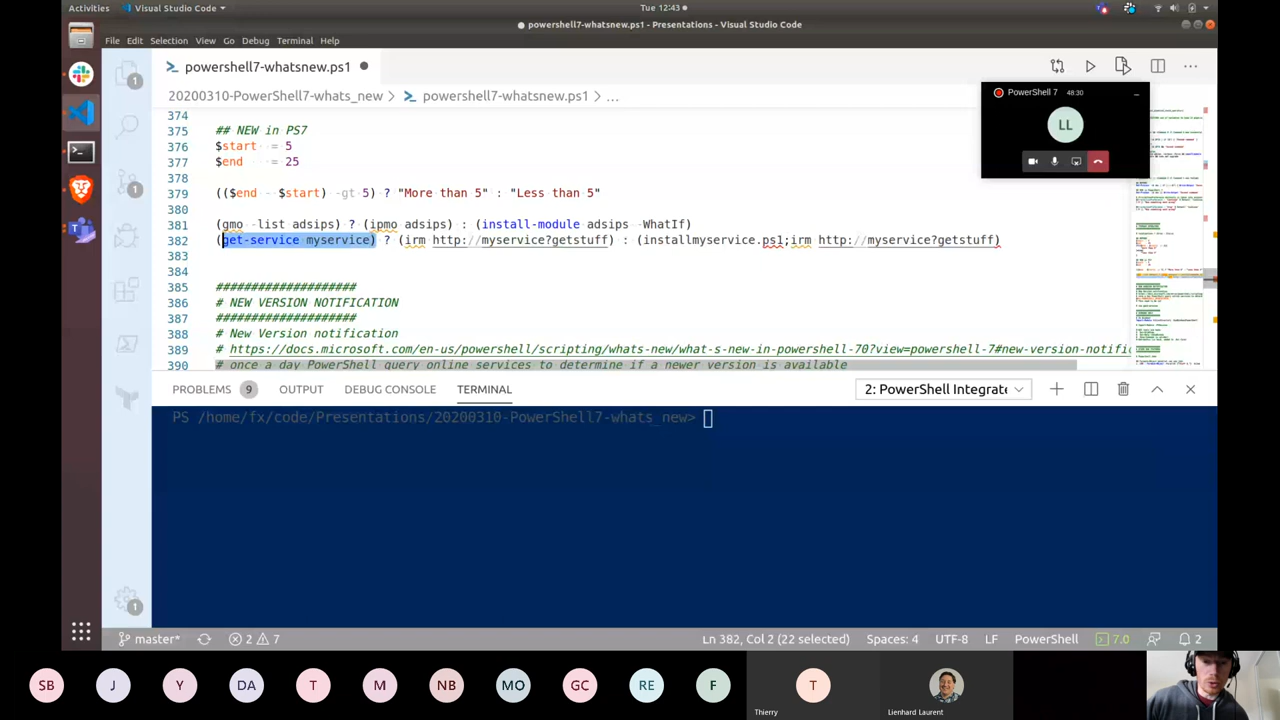 Activities
Visual Studio Code
Tue 12:43
powershell7-whatsnew.ps1 - Presentations - Visual Studio Code
File Edit Selection View Go Debug Terminal Help
powershell7-whatsnew.ps1
20200310-PowerShell7-whats_new > powershell7-whatsnew.ps1 > ...
PowerShell 7 48:30
LL
374
375 ## NEW in PS7
376 $start = 5
377 $end = 25
378
379 (($end - $start) -gt 5) ? "More than 5" : "Less than 5"
380
381 (gmo -list adsips) ? (ipmo adsips) : (install-module adsips -WhatIf)
382 (get-service myservice) ? (irm http://myservice?getstuff) : (installmyservice.ps1;irm http://myservice?getstuff)
383
384
385 ####################
386 # NEW VERSION NOTIFICATION
387 ####################
388 # New version notification
389 # https://docs.microsoft.com/en-us/powershell/scripting/whats-new/what-s-new-in-powershell-70?view=powershell-7#new-version-notific
390 # once a day PowerShell query online services to determine if a newer version is available
PROBLEMS 9 OUTPUT DEBUG CONSOLE TERMINAL
2: PowerShell Integrate
PS /home/fx/code/Presentations/20200310-PowerShell7-whats_new>
1
1
1
master* 2 7 Ln 382, Col 2 (22 selected) Spaces: 4 UTF-8 LF PowerShell 7.0 2
SB J Y DA T M NB MO GC RE F T
Thierry
Lienhard Laurent